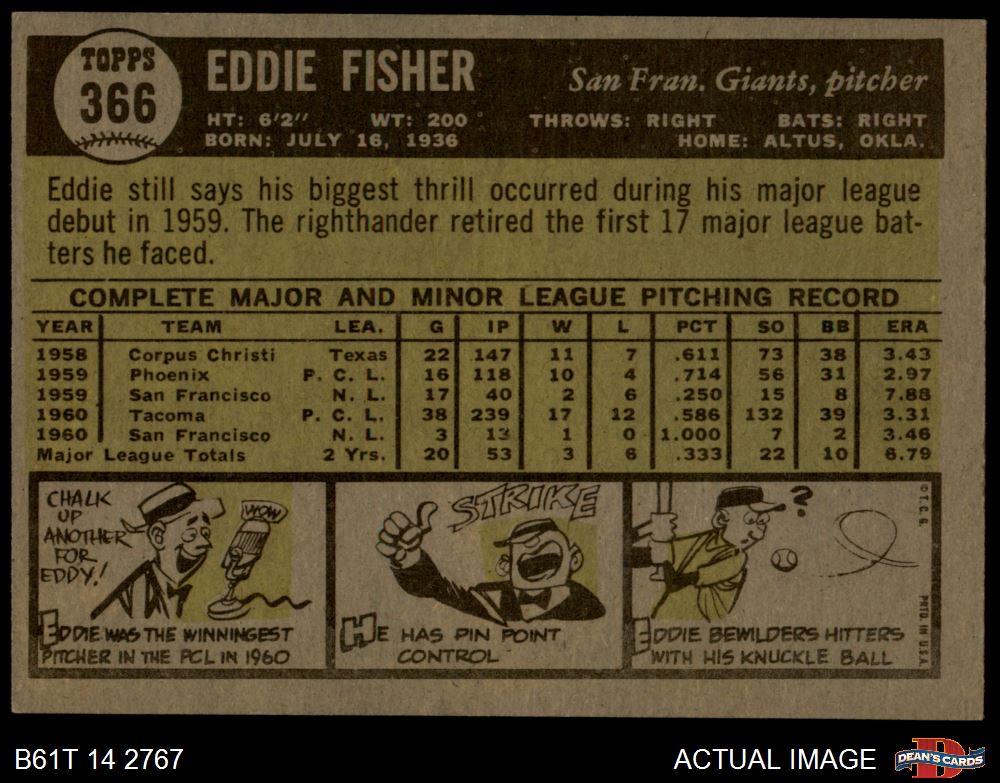 TOPPS
366
EDDIE FISHER
San Fran. Giants, pitcher
HT: 6'2" WT: 200 THROWS: RIGHT BATS: RIGHT
BORN: JULY 16, 1936 HOME: ALTUS, OKLA.
Eddie still says his biggest thrill occurred during his major league
debut in 1959. The righthander retired the first 17 major league bat-
ters he faced.
COMPLETE MAJOR AND MINOR LEAGUE PITCHING RECORD
YEAR TEAM LEA. G IP W L PCT SO BB ERA
1958 Corpus Christi Texas 22 147 11 7 .611 73 38 3.43
1959 Phoenix P. C. L. 16 118 10 4 .714 56 31 2.97
1959 San Francisco N. L. 17 40 2 6 .250 15 8 7.88
1960 Tacoma P. C. L. 38 239 17 12 .586 132 39 3.31
1960 San Francisco N. L. 3 13 1 0 1.000 7 2 3.46
Major League Totals 2 Yrs. 20 53 3 6 .333 22 10 6.79
CHALK
UP
ANOTHER
FOR
EDDY!
WOW
EDDIE WAS THE WINNINGEST
PITCHER IN THE PCL IN 1960
STRIKE
HE HAS PIN POINT
CONTROL
?
EDDIE BEWILDERS HITTERS
WITH HIS KNUCKLE BALL
© T. C. G.
PRTD. IN U.S.A.
B61T 14 2767
ACTUAL IMAGE
DEAN'S CARDS